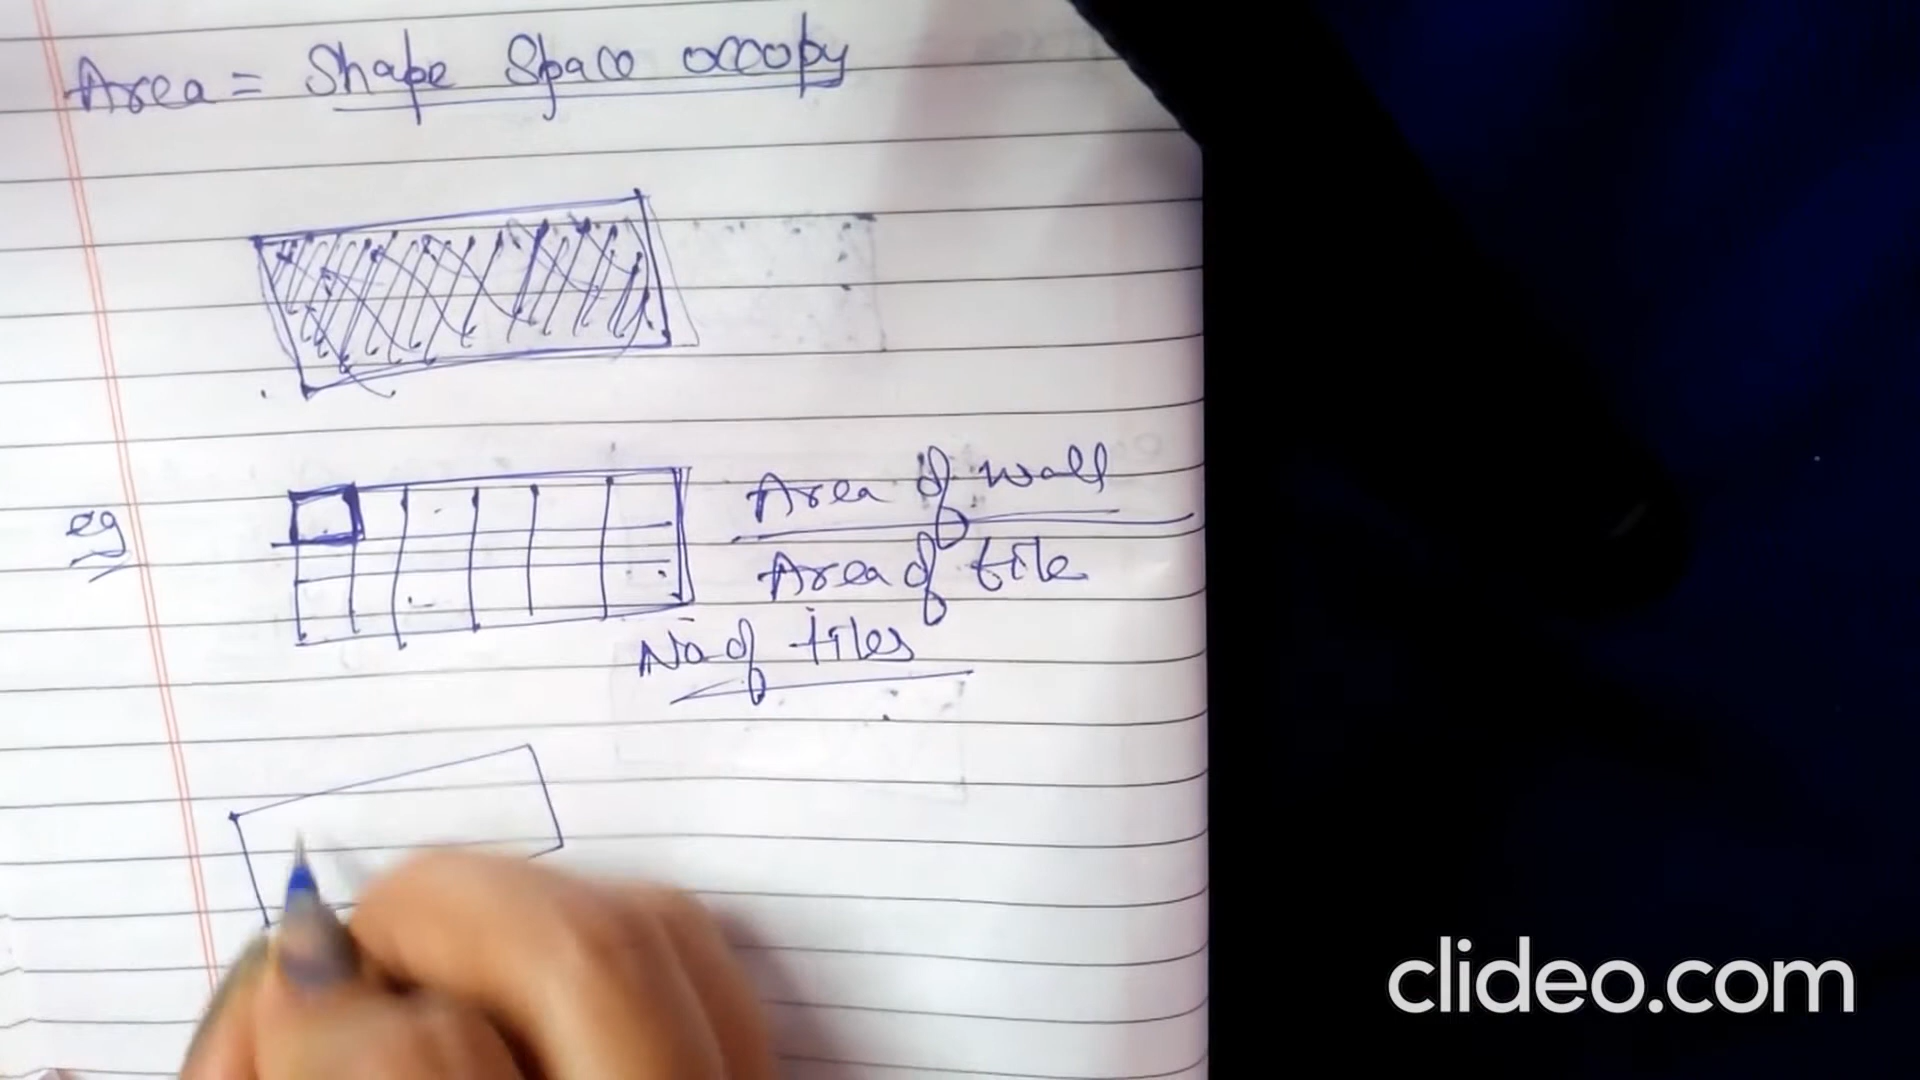 Area = Shape Space occupy
eg
Area of wall
Area of tile
No of tiles
clideo.com